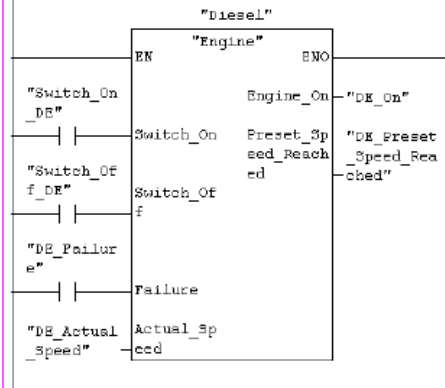 "Diesel"
"Engine"
EN
ENO
"Switch_On
_DE"
Switch_On
Engine_On
"DE_On"
"Switch_Of
f_DE"
Switch_Of
f
Preset_Sp
eed_Reach
ed
"DE_Preset
_Speed_Rea
ched"
"DE_Failur
e"
Failure
"DE_Actual
_Speed"
Actual_Sp
eed